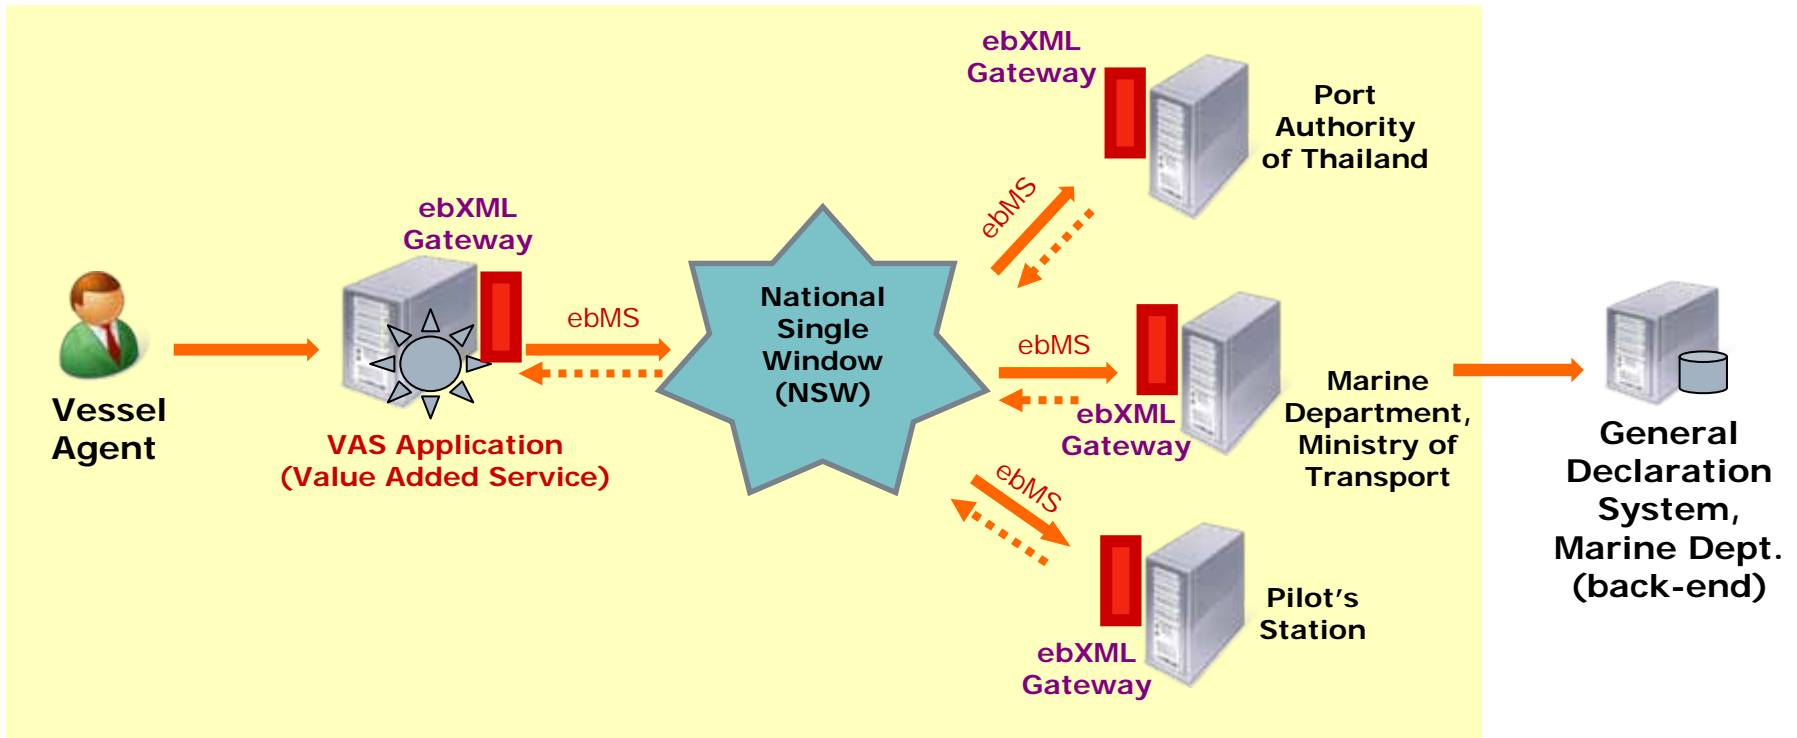 Vessel
Agent
ebXML
Gateway
VAS Application
(Value Added Service)
ebMS
National
Single
Window
(NSW)
ebMS
ebXML
Gateway
Port
Authority
of Thailand
ebMS
ebXML
Gateway
Marine
Department,
Ministry of
Transport
ebMS
ebXML
Gateway
Pilot's
Station
General
Declaration
System,
Marine Dept.
(back-end)